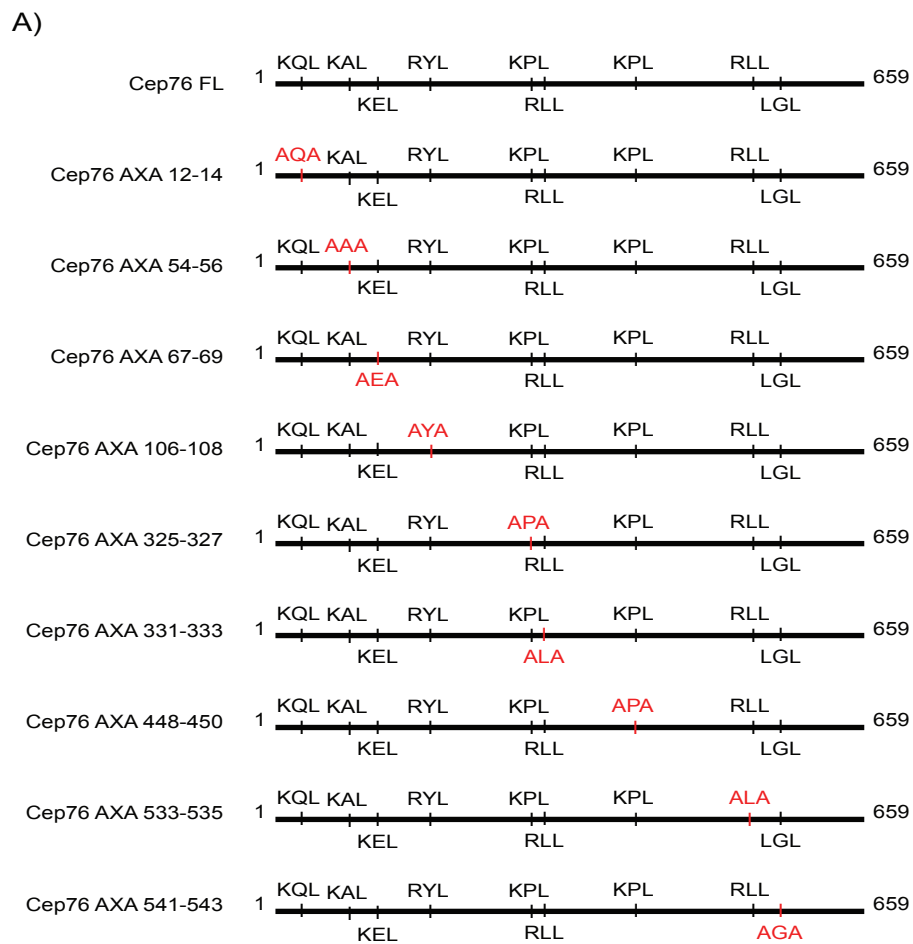 A)
KQL KAL RYL KPL KPL RLL
Cep76 FL 1 659
KEL RLL LGL
AQA KAL RYL KPL KPL RLL
Cep76 AXA 12-14 1 659
KEL RLL LGL
KQL AAA RYL KPL KPL RLL
Cep76 AXA 54-56 1 659
KEL RLL LGL
KQL KAL RYL KPL KPL RLL
Cep76 AXA 67-69 1 659
AEA RLL LGL
KQL KAL AYA KPL KPL RLL
Cep76 AXA 106-108 1 659
KEL RLL LGL
KQL KAL RYL APA KPL RLL
Cep76 AXA 325-327 1 659
KEL RLL LGL
KQL KAL RYL KPL KPL RLL
Cep76 AXA 331-333 1 659
KEL ALA LGL
KQL KAL RYL KPL APA RLL
Cep76 AXA 448-450 1 659
KEL RLL LGL
KQL KAL RYL KPL KPL ALA
Cep76 AXA 533-535 1 659
KEL RLL LGL
KQL KAL RYL KPL KPL RLL
Cep76 AXA 541-543 1 659
KEL RLL AGA